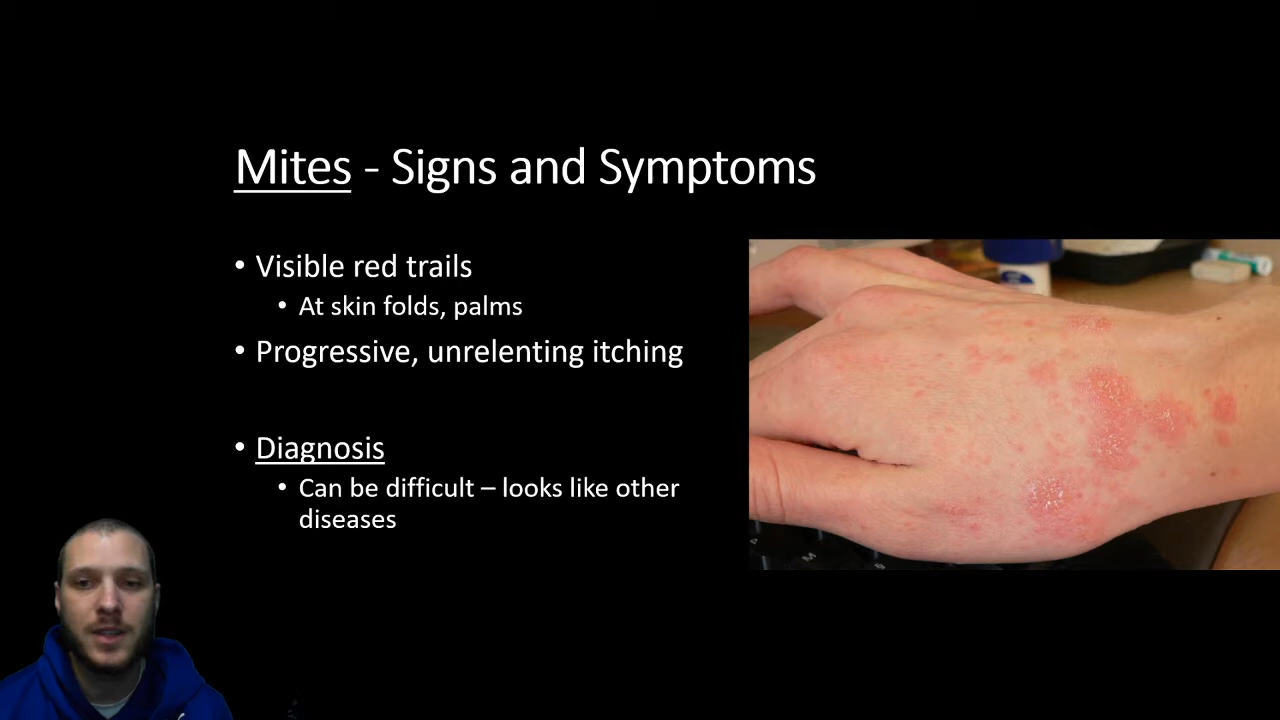 Mites - Signs and Symptoms
• Visible red trails
• At skin folds, palms
• Progressive, unrelenting itching
• Diagnosis
• Can be difficult – looks like other
diseases